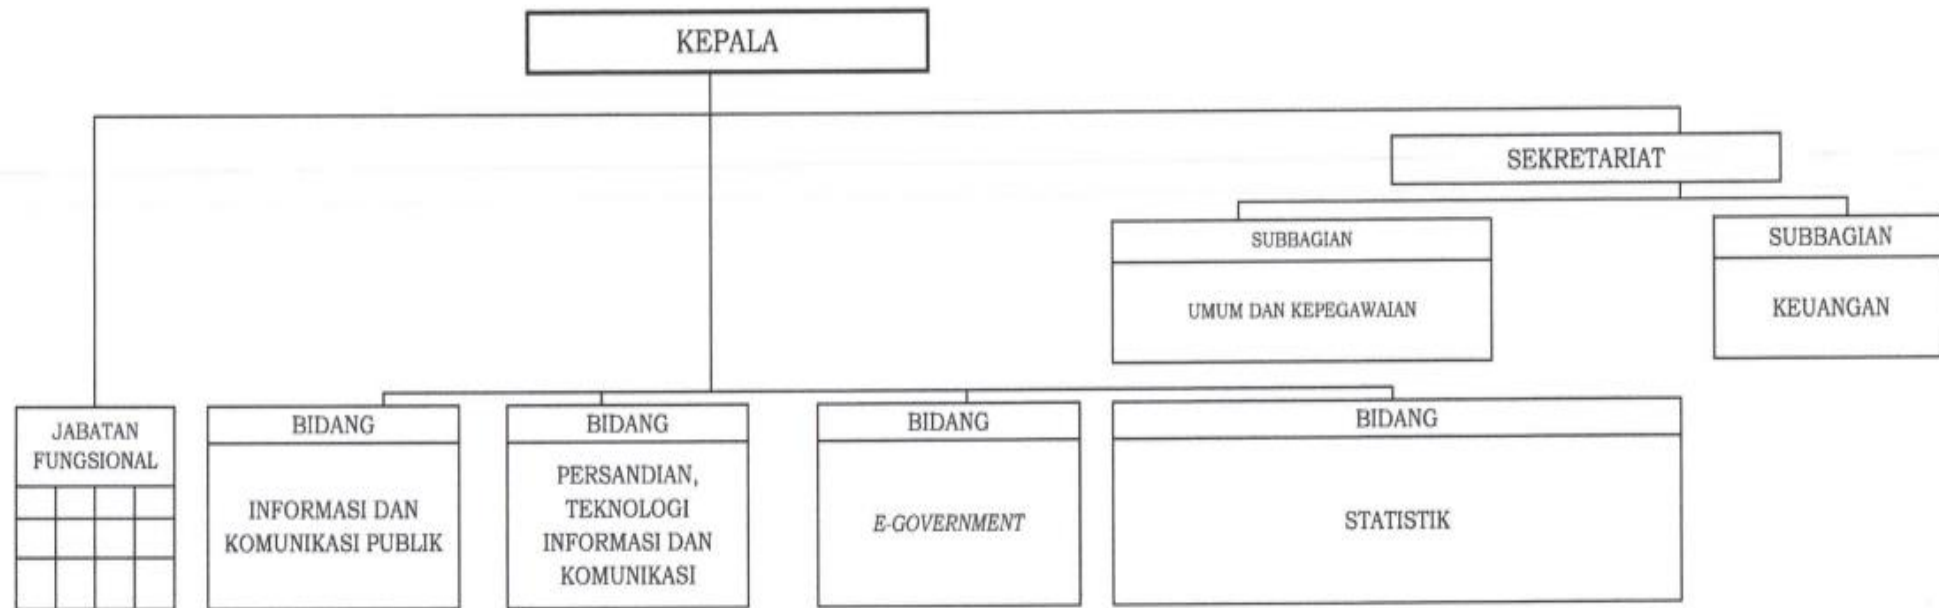 KEPALA
SEKRETARIAT
SUBBAGIAN
UMUM DAN KEPEGAWAIAN
SUBBAGIAN
KEUANGAN
JABATAN
FUNGSIONAL
BIDANG
INFORMASI DAN
KOMUNIKASI PUBLIK
BIDANG
PERSANDIAN,
TEKNOLOGI
INFORMASI DAN
KOMUNIKASI
BIDANG
E-GOVERNMENT
BIDANG
STATISTIK